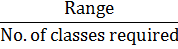 Range
No. of classes required